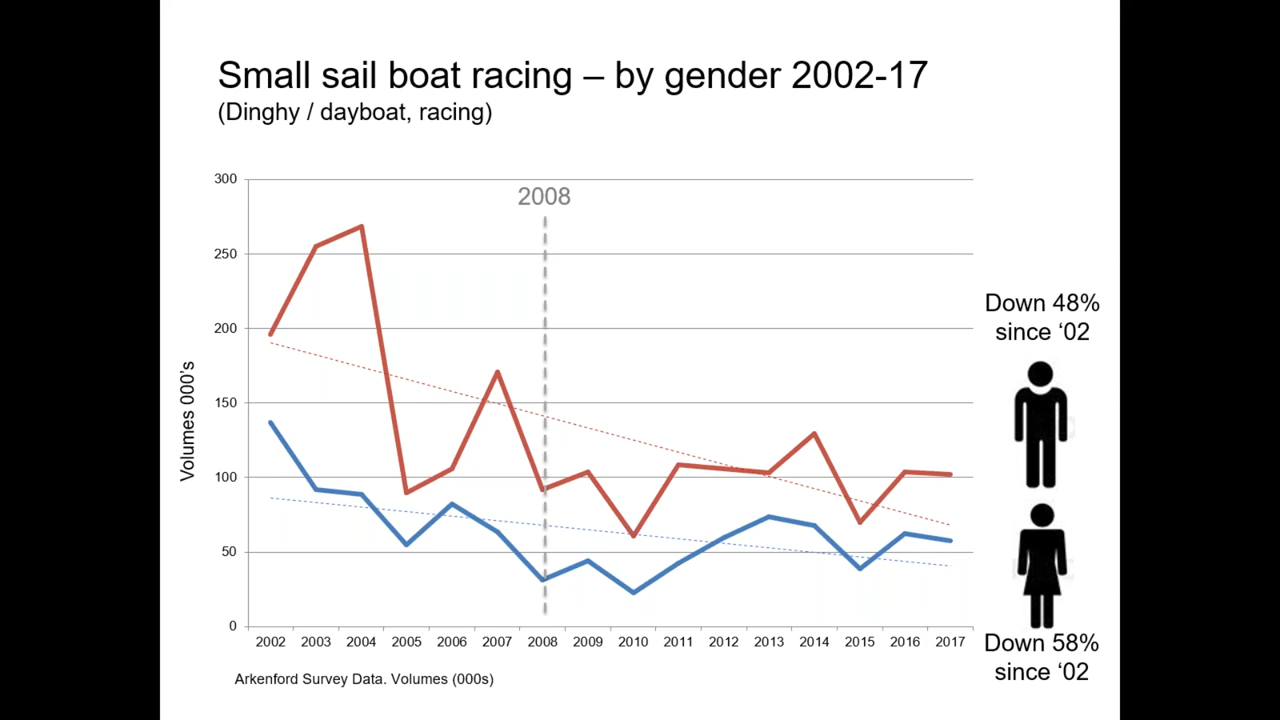 Small sail boat racing – by gender 2002-17
(Dinghy / dayboat, racing)
300
2008
250
Down 48%
since ‘02
200
Volumes 000's
150
100
50
0
2002 2003 2004 2005 2006 2007 2008 2009 2010 2011 2012 2013 2014 2015 2016 2017
Down 58%
since ‘02
Arkenford Survey Data. Volumes (000s)